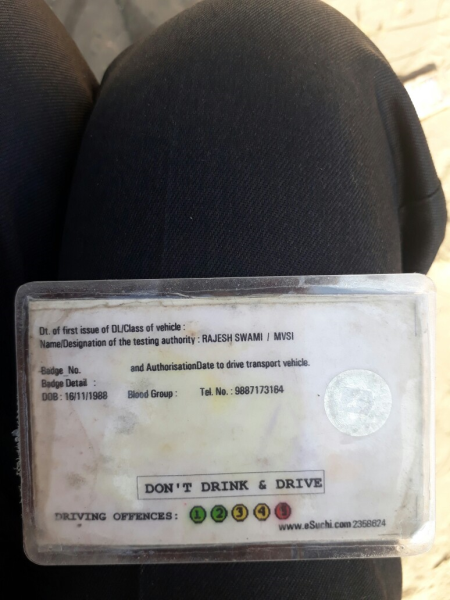 Dt. of first issue of DL/Class of vehicle :
Name/Designation of the testing authority : RAJESH SWAMI / MVSI
Badge No. and AuthorisationDate to drive transport vehicle.
Badge Detail :
DOB : 16/11/1988 Blood Group : Tel. No. : 9887173164
DON'T DRINK & DRIVE
DRIVING OFFENCES: 1 2 3 4 5
www.eSuchi.com 2356624